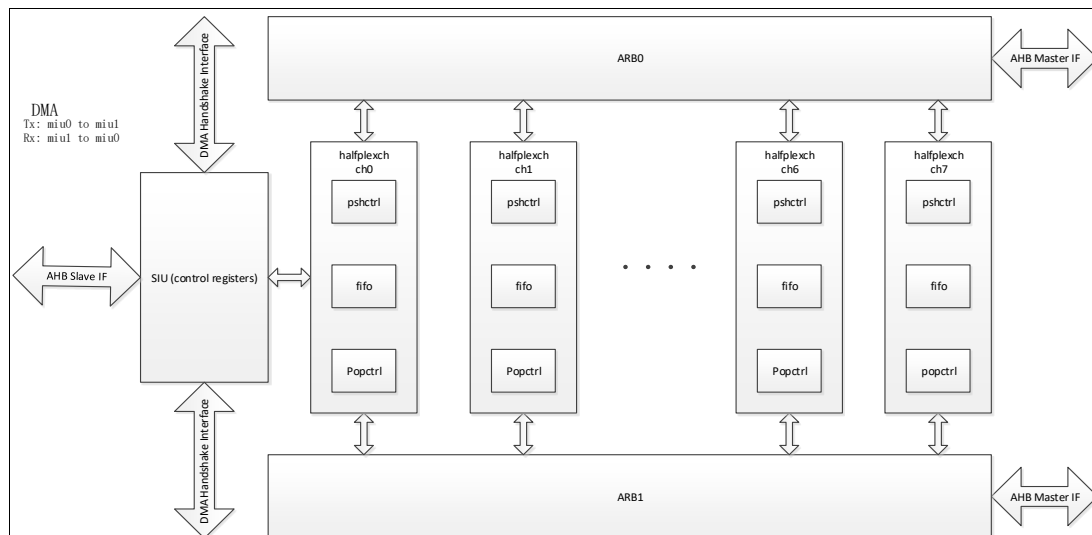 DMA Handshake Interface
ARB0
AHB Master IF
DMA
Tx: miu0 to miu1
Rx: miu1 to miu0
halfplexch
ch0
pshctrl
fifo
Popctrl
halfplexch
ch1
pshctrl
fifo
Popctrl
halfplexch
ch6
pshctrl
fifo
Popctrl
halfplexch
ch7
pshctrl
fifo
popctrl
AHB Slave IF
SIU (control registers)
. . . .
DMA Handshake Interface
ARB1
AHB Master IF